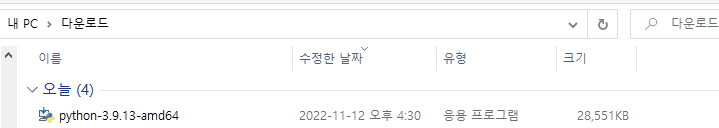 내 PC > 다운로드 다운로드
이름 수정한 날짜 유형 크기
오늘 (4)
python-3.9.13-amd64 2022-11-12 오후 4:30 응용 프로그램 28,551KB